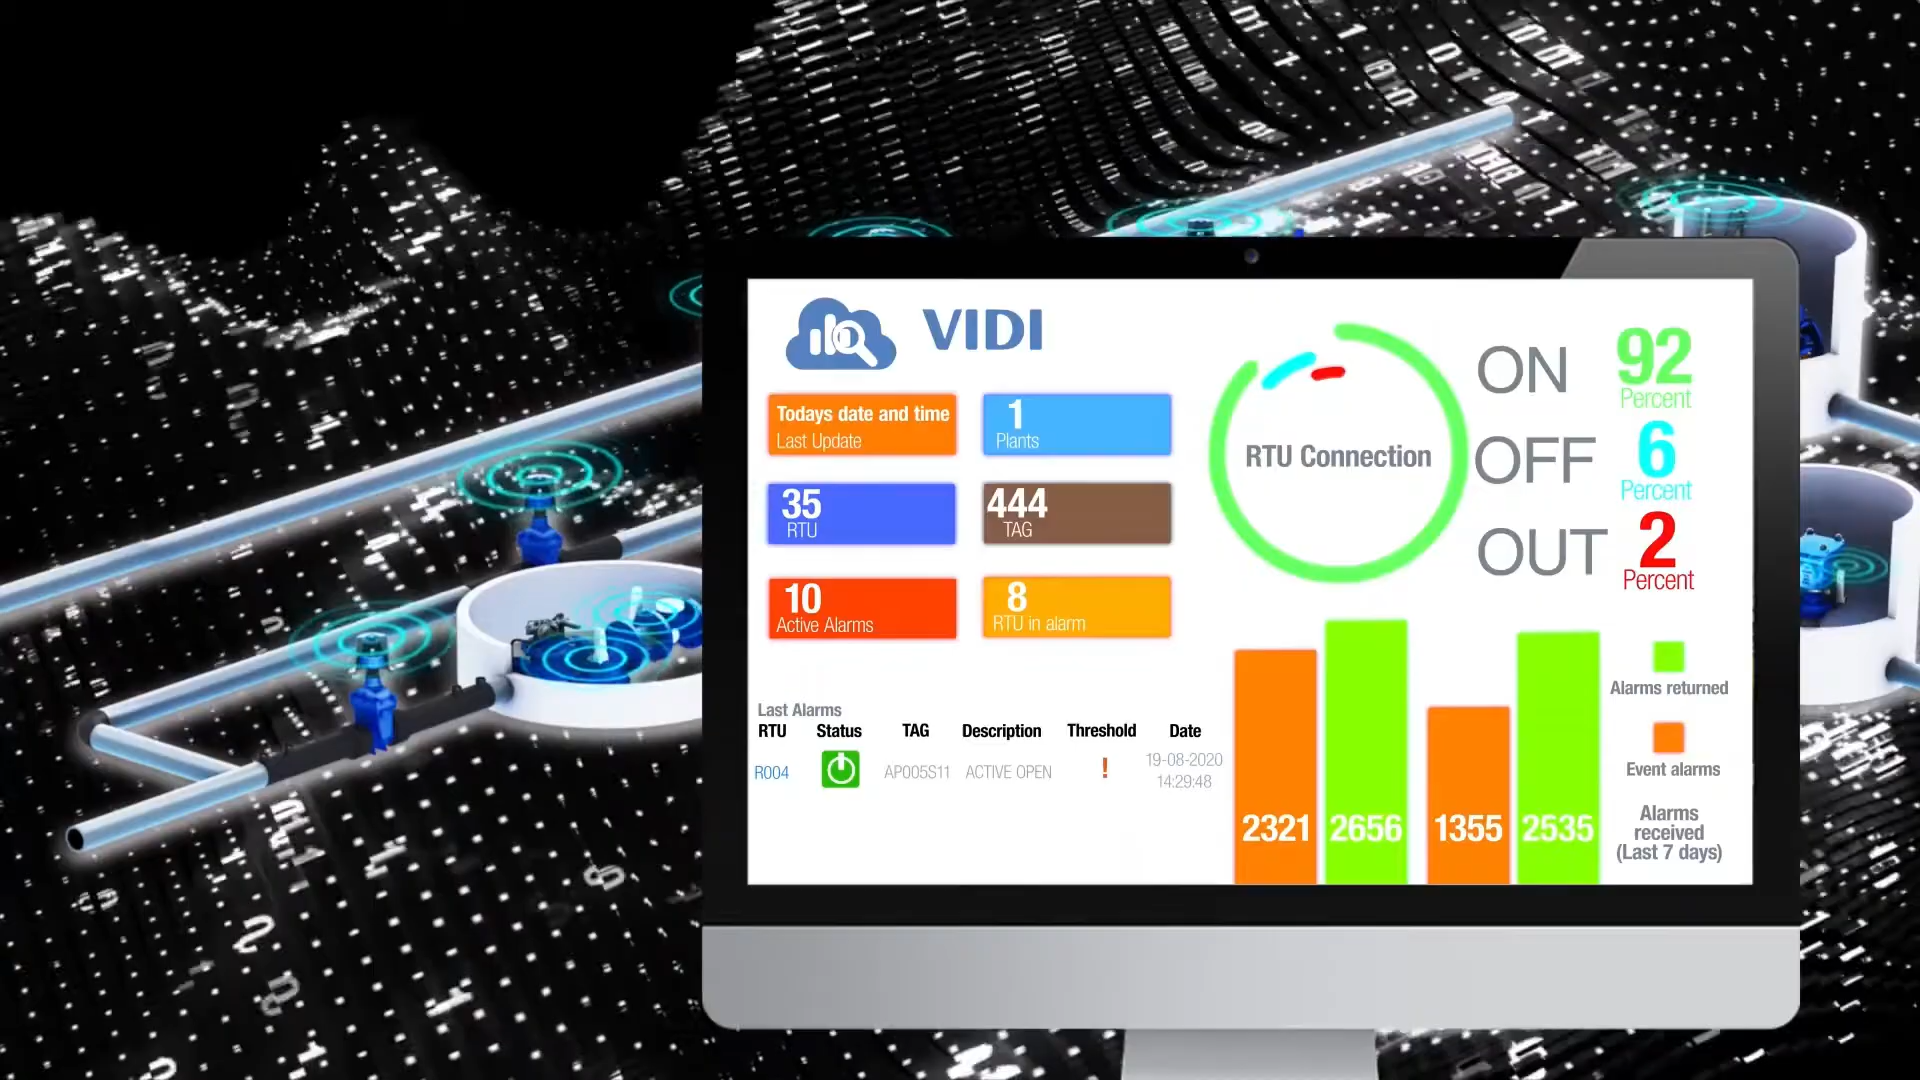 VIDI
Todays date and time
Last Update
1
Plants
35
RTU
444
TAG
10
Active Alarms
8
RTU in alarm
RTU Connection
ON
92
Percent
OFF
6
Percent
OUT
2
Percent
Last Alarms
RTU Status TAG Description Threshold Date
R004 AP005S11 ACTIVE OPEN ! 19-08-2020
14:29:48
2321 2656 1355 2535
Alarms returned
Event alarms
Alarms
received
(Last 7 days)